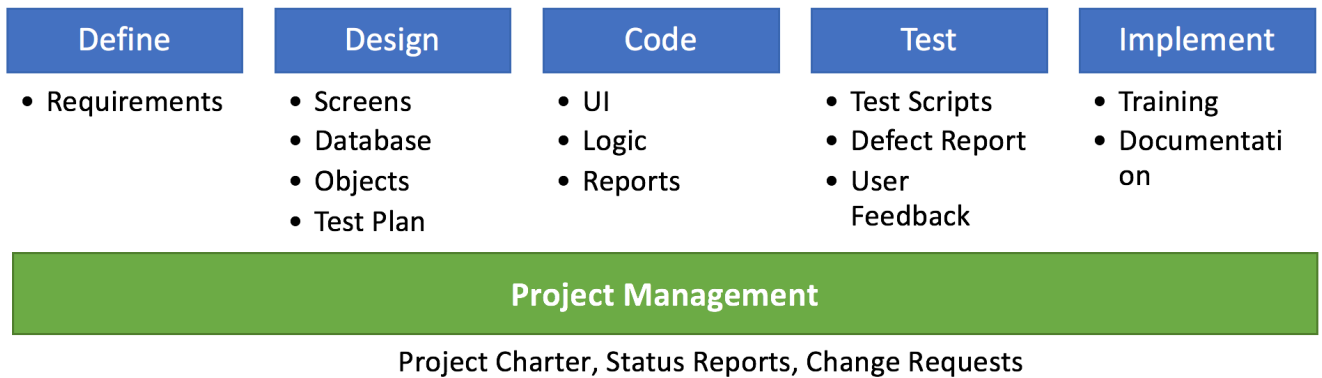 Define
• Requirements
Design
• Screens
• Database
• Objects
• Test Plan
Code
• UI
• Logic
• Reports
Test
• Test Scripts
• Defect Report
• User
Feedback
Implement
• Training
• Documentati
on
Project Management
Project Charter, Status Reports, Change Requests